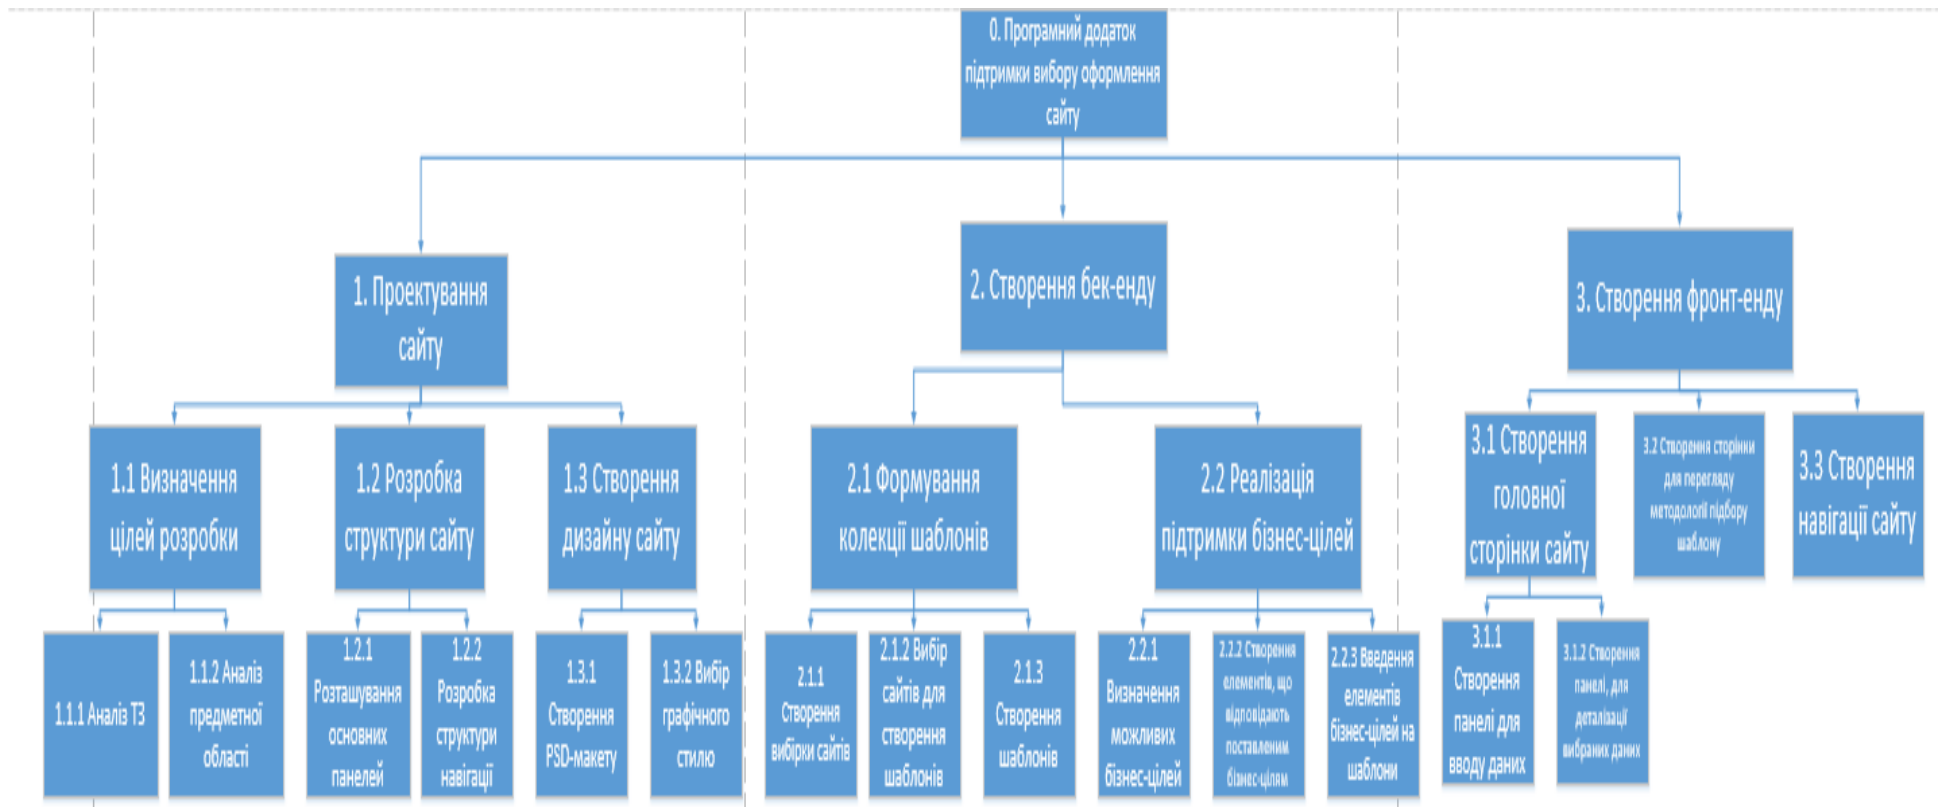 0. Програмний додаток
підтримки вибору оформлення
сайту
1. Проектування
сайту
2. Створення бек-енду
3. Створення фронт-енду
1.1 Визначення
цілей розробки
1.2 Розробка
структури сайту
1.3 Створення
дизайну сайту
2.1 Формування
колекції шаблонів
2.2 Реалізація
підтримки бізнес-цілей
3.1 Створення
головної
сторінки сайту
3.2 Створення сторінки
для перегляду
методології підбору
шаблону
3.3 Створення
навігації сайту
1.1.1 Аналіз ТЗ
1.1.2 Аналіз
предметної
області
1.2.1
Розташування
основних
панелей
1.2.2
Розробка
структури
навігації
1.3.1
Створення
PSD-макету
1.3.2 Вибір
графічного
стилю
2.1.1
Створення
вибірки сайтів
2.1.2 Вибір
сайтів для
створення
шаблонів
2.1.3
Створення
шаблонів
2.2.1
Визначення
можливих
бізнес-цілей
2.2.2 Створення
елементів, що
відповідають
поставленим
бізнес-цілям
2.2.3 Введення
елементів
бізнес-цілей на
шаблони
3.1.1
Створення
панелі для
вводу даних
3.1.2 Створення
панелі, для
деталізації
вибраних даних